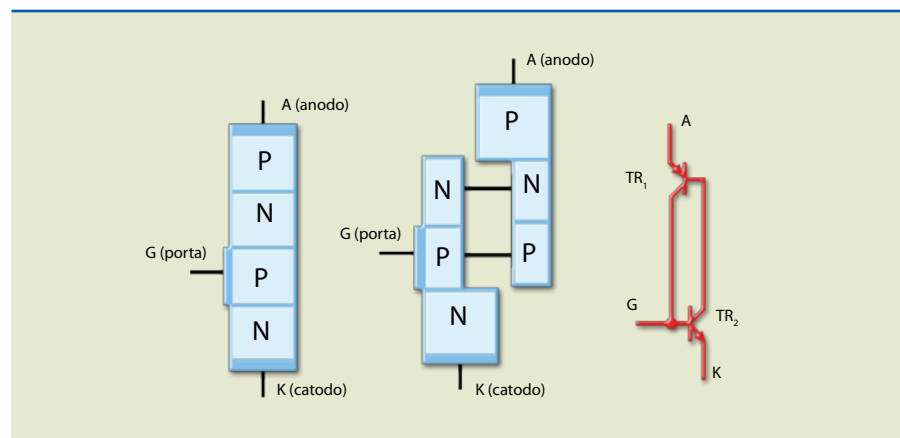 A (anodo)
P
N
G (porta)
P
N
K (catodo)
A (anodo)
P
N
N
G (porta)
P
P
N
K (catodo)
A
TR1
G
TR2
K